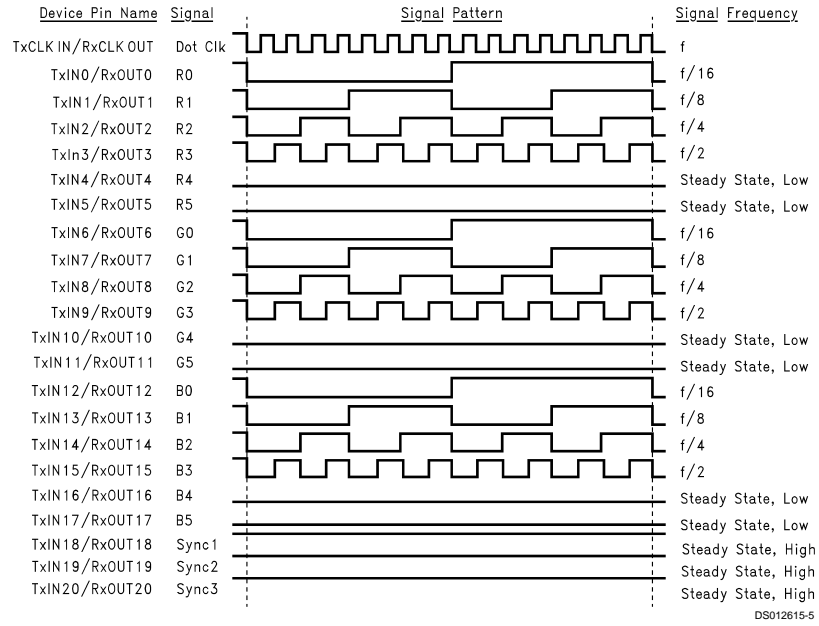 Device Pin Name Signal Signal Pattern Signal Frequency
TxCLK IN/RxCLK OUT Dot Clk f
TxIN0/RxOUT0 R0 f/16
TxIN1/RxOUT1 R1 f/8
TxIN2/RxOUT2 R2 f/4
TxIn3/RxOUT3 R3 f/2
TxIN4/RxOUT4 R4 Steady State, Low
TxIN5/RxOUT5 R5 Steady State, Low
TxIN6/RxOUT6 G0 f/16
TxIN7/RxOUT7 G1 f/8
TxIN8/RxOUT8 G2 f/4
TxIN9/RxOUT9 G3 f/2
TxIN10/RxOUT10 G4 Steady State, Low
TxIN11/RxOUT11 G5 Steady State, Low
TxIN12/RxOUT12 B0 f/16
TxIN13/RxOUT13 B1 f/8
TxIN14/RxOUT14 B2 f/4
TxIN15/RxOUT15 B3 f/2
TxIN16/RxOUT16 B4 Steady State, Low
TxIN17/RxOUT17 B5 Steady State, Low
TxIN18/RxOUT18 Sync1 Steady State, High
TxIN19/RxOUT19 Sync2 Steady State, High
TxIN20/RxOUT20 Sync3 Steady State, High
DS012615-5